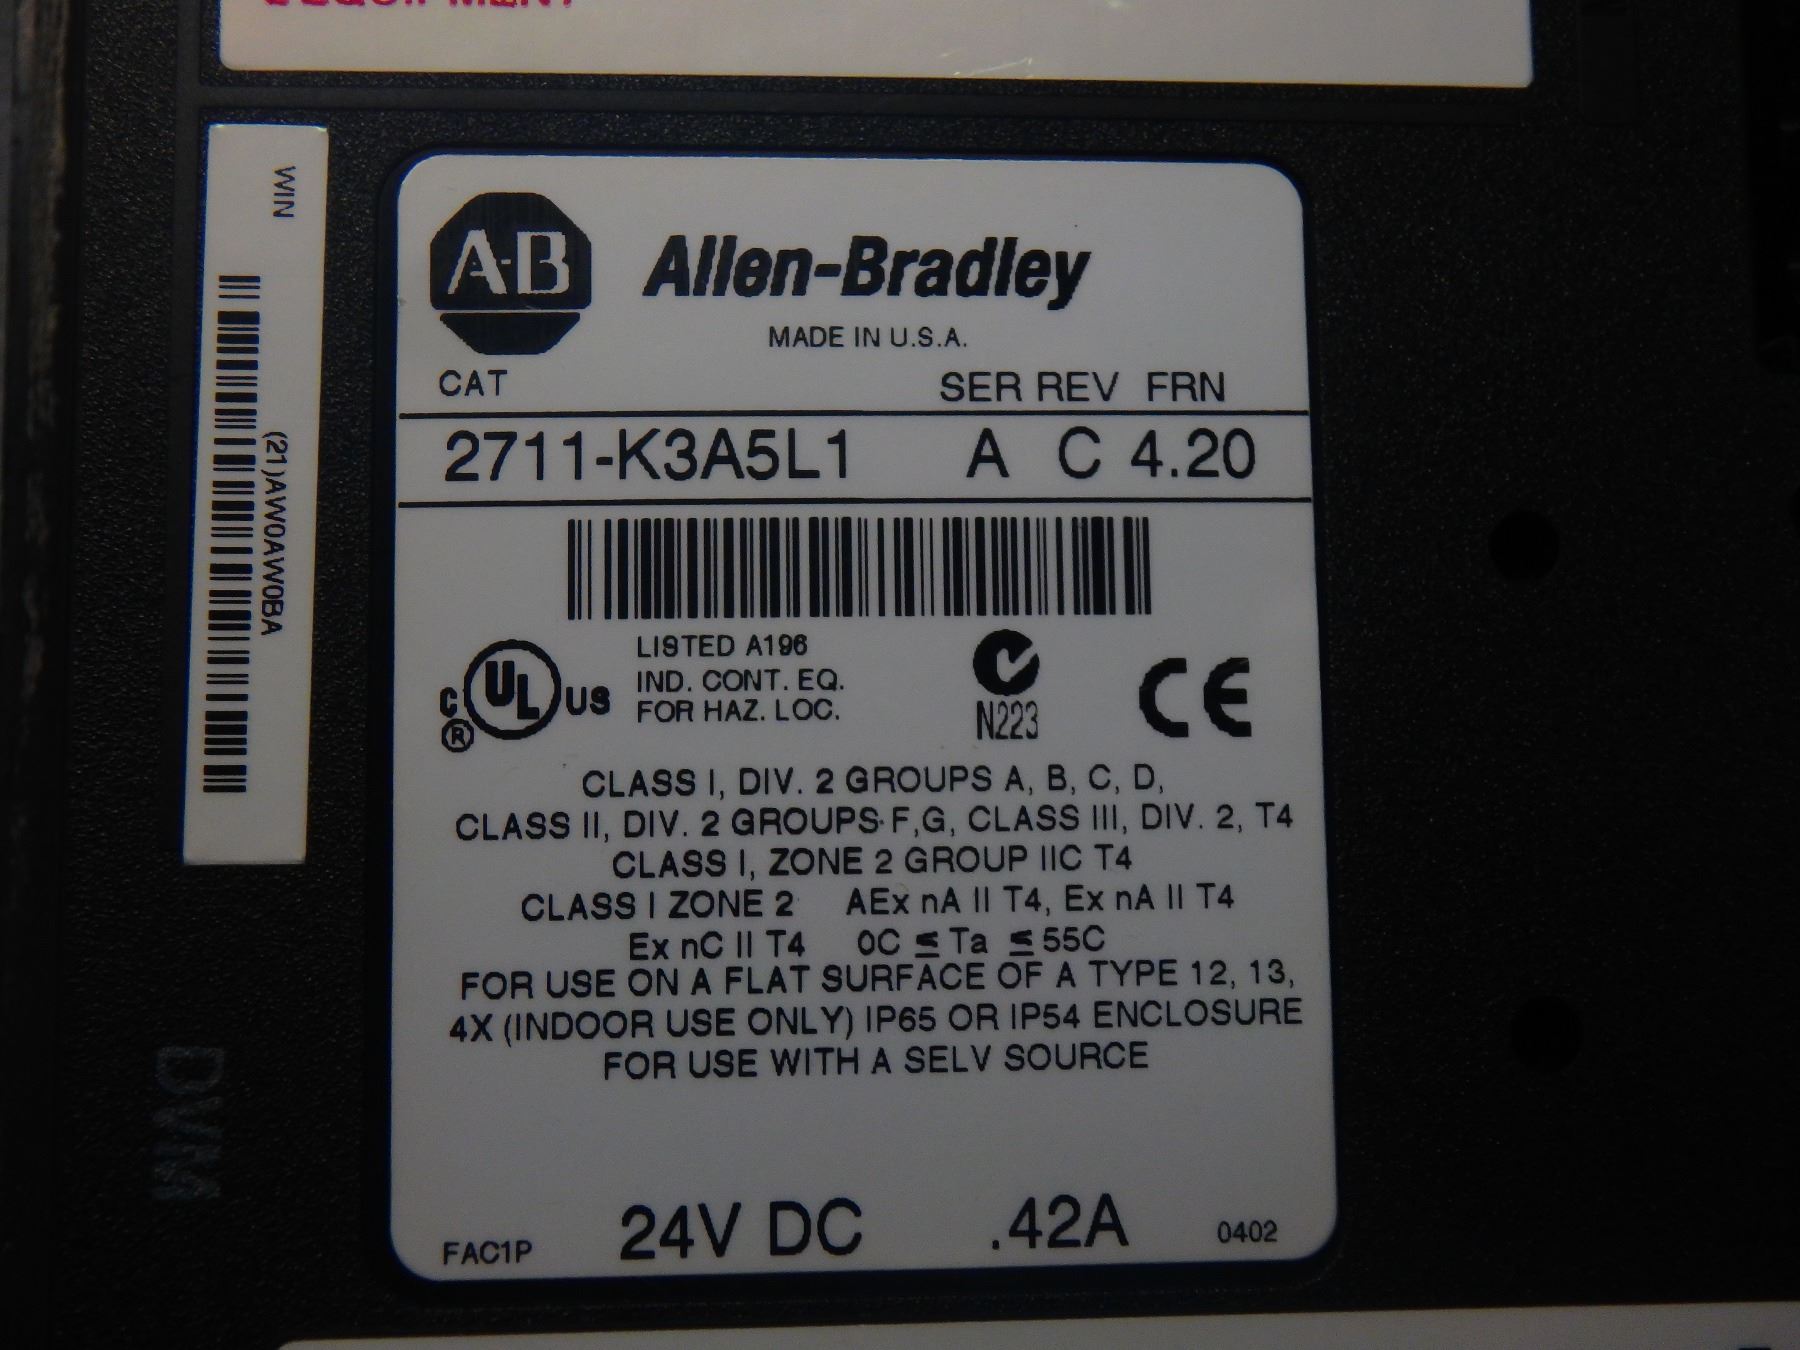 EQUIPMENT
WIN
(21)AW0AW0BA
A-B
Allen-Bradley
MADE IN U.S.A.
CAT SER REV FRN
2711-K3A5L1 A C 4.20
LISTED A196
IND. CONT. EQ.
FOR HAZ. LOC.
C UL US
®
N223
CE
CLASS I, DIV. 2 GROUPS A, B, C, D,
CLASS II, DIV. 2 GROUPS F,G, CLASS III, DIV. 2, T4
CLASS I, ZONE 2 GROUP IIC T4
CLASS I ZONE 2 AEx nA II T4, Ex nA II T4
Ex nC II T4 0C ≤ Ta ≤ 55C
FOR USE ON A FLAT SURFACE OF A TYPE 12, 13,
4X (INDOOR USE ONLY) IP65 OR IP54 ENCLOSURE
FOR USE WITH A SELV SOURCE
DVM
FAC1P 24V DC .42A 0402